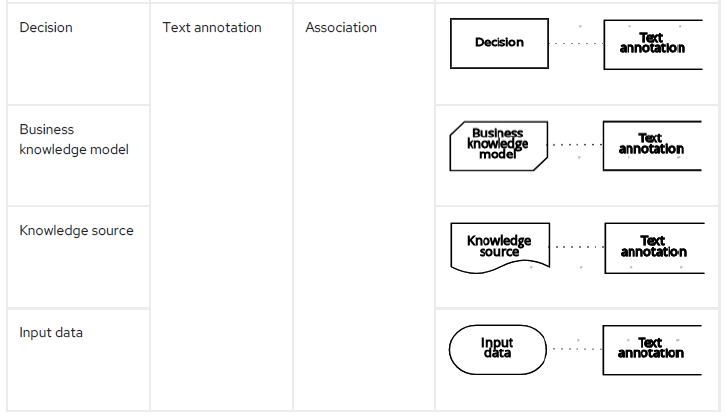 Decision
Text annotation
Association
Decision
Text
annotation
Business
knowledge model
Business
knowledge
model
Text
annotation
Knowledge source
Knowledge
source
Text
annotation
Input data
Input
data
Text
annotation